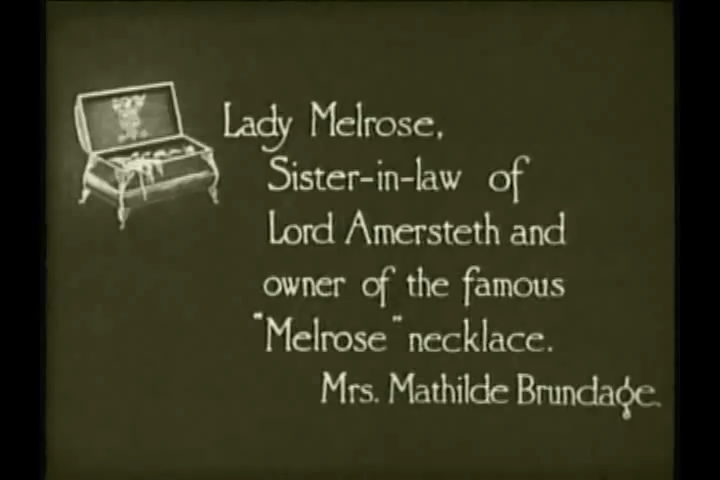 Lady Melrose,
Sister-in-law of
Lord Amersteth and
owner of the famous
"Melrose" necklace.
Mrs. Mathilde Brundage.